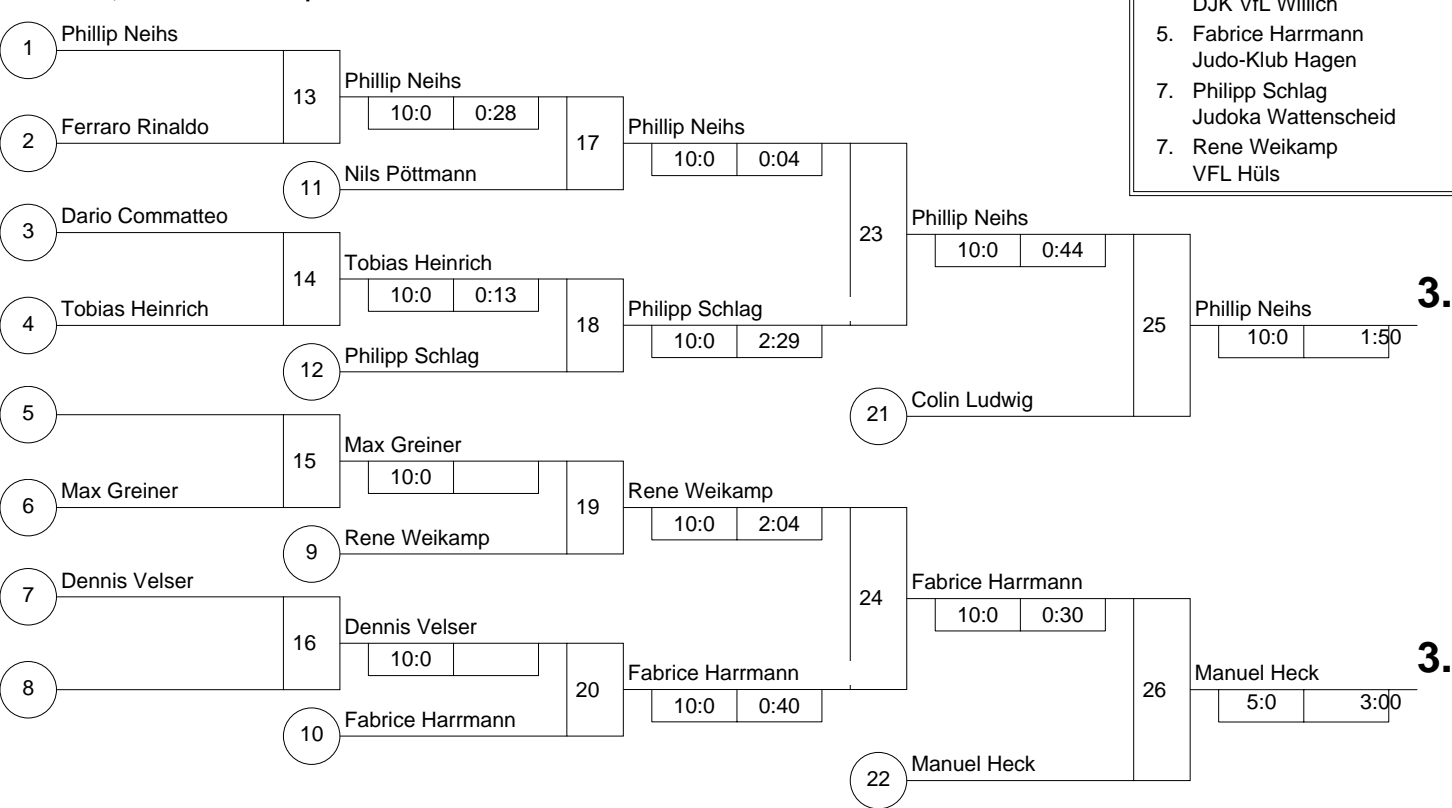 DJK VfL Willich
5. Fabrice Harrmann
Judo-Klub Hagen
7. Philipp Schlag
Judoka Wattenscheid
7. Rene Weikamp
VFL Hüls
1 Phillip Neihs
13 Phillip Neihs
10:0 0:28
2 Ferraro Rinaldo
17 Phillip Neihs
10:0 0:04
11 Nils Pöttmann
3 Dario Commatteo
23 Phillip Neihs
10:0 0:44
14 Tobias Heinrich
10:0 0:13
4 Tobias Heinrich
18 Philipp Schlag
10:0 2:29
25 Phillip Neihs
10:0 1:50
3.
12 Philipp Schlag
5
21 Colin Ludwig
15 Max Greiner
10:0
6 Max Greiner
19 Rene Weikamp
10:0 2:04
9 Rene Weikamp
7 Dennis Velser
24 Fabrice Harrmann
10:0 0:30
16 Dennis Velser
10:0
8
20 Fabrice Harrmann
10:0 0:40
26 Manuel Heck
5:0 3:00
3.
10 Fabrice Harrmann
22 Manuel Heck